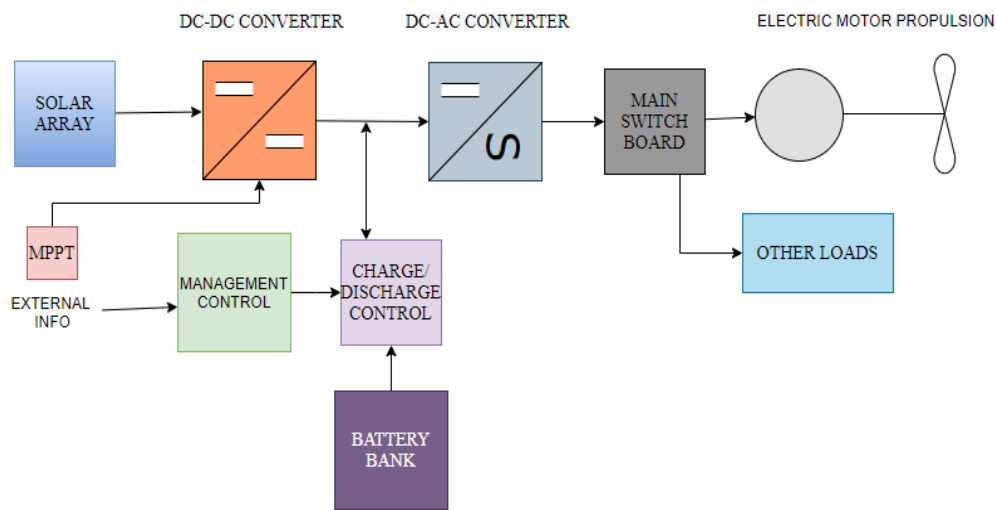 DC-DC CONVERTER
DC-AC CONVERTER
ELECTRIC MOTOR PROPULSION
SOLAR
ARRAY
MAIN
SWITCH
BOARD
MPPT
EXTERNAL
INFO
MANAGEMENT
CONTROL
CHARGE/
DISCHARGE
CONTROL
OTHER LOADS
BATTERY
BANK